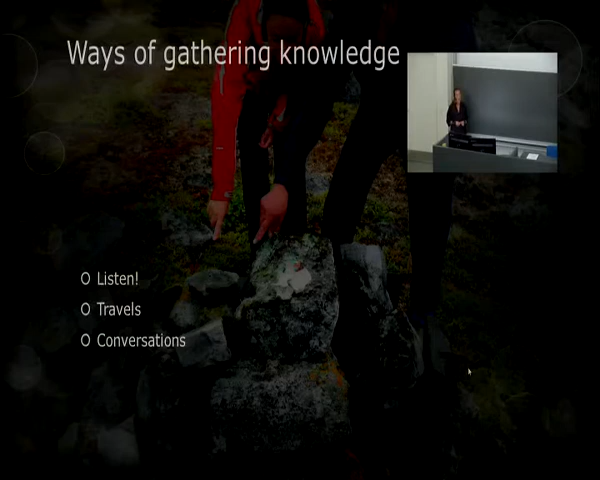 Ways of gathering knowledge
O Listen!
O Travels
O Conversations